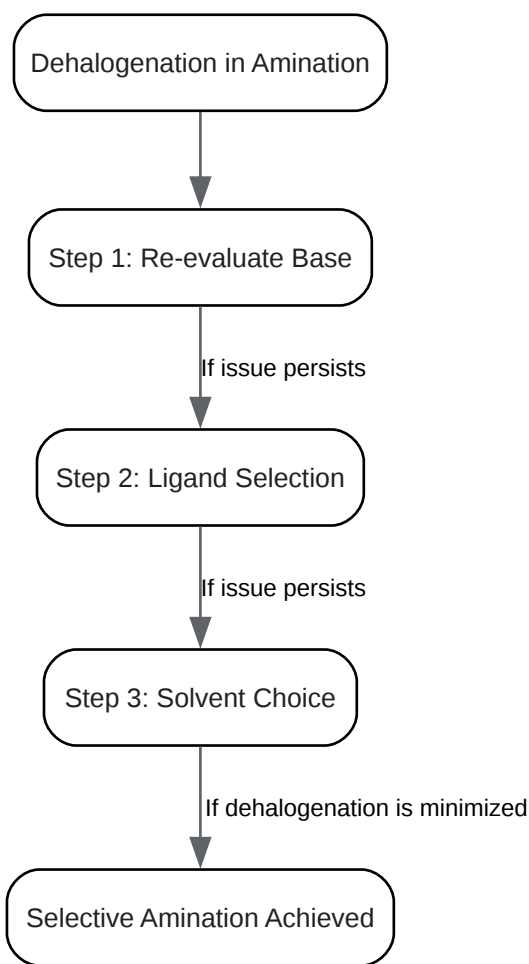 Dehalogenation in Amination
Step 1: Re-evaluate Base
If issue persists
Step 2: Ligand Selection
If issue persists
Step 3: Solvent Choice
If dehalogenation is minimized
Selective Amination Achieved